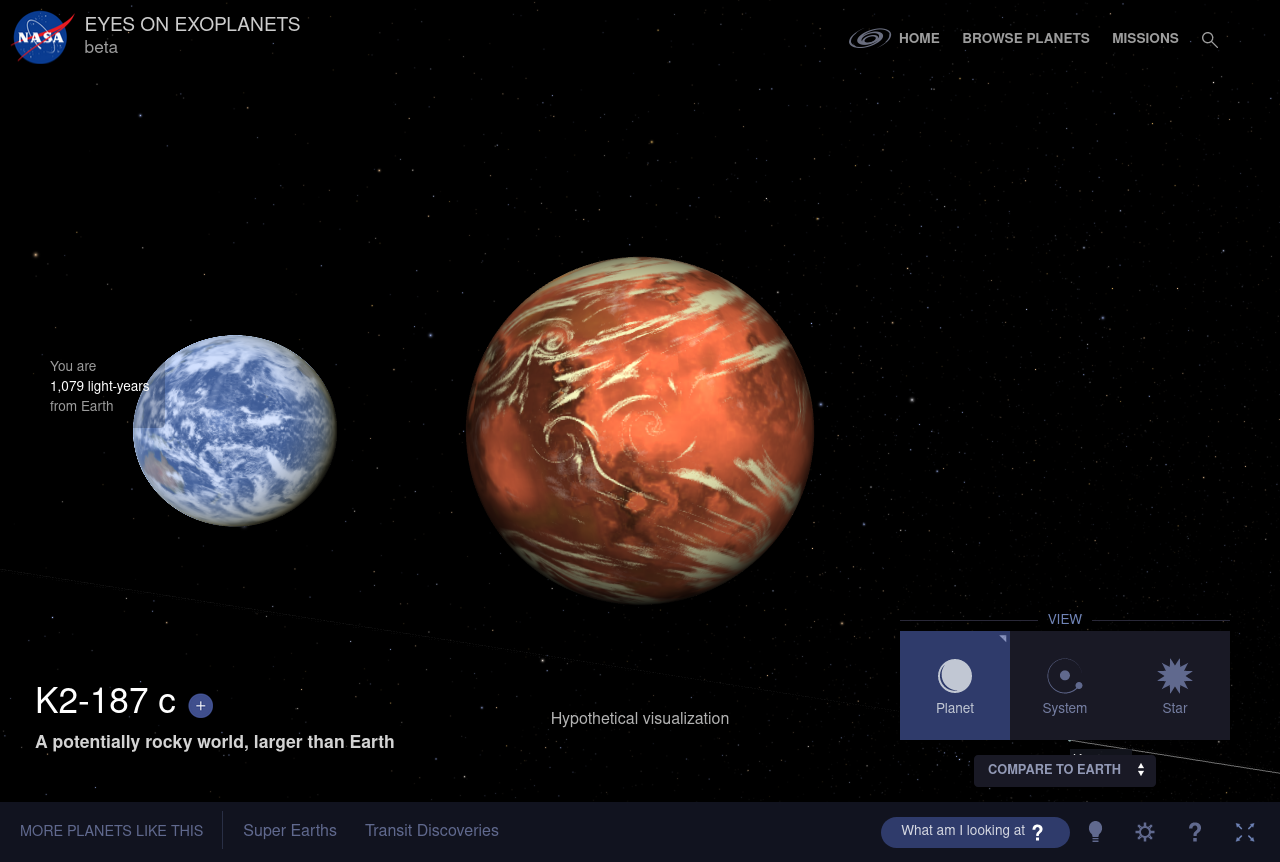 NASA
EYES ON EXOPLANETS
beta
HOME
BROWSE PLANETS
MISSIONS
You are
1,079 light-years
from Earth
VIEW
Planet
System
Star
K2-187 c
+
A potentially rocky world, larger than Earth
Hypothetical visualization
COMPARE TO EARTH
MORE PLANETS LIKE THIS
Super Earths
Transit Discoveries
What am I looking at ?
?